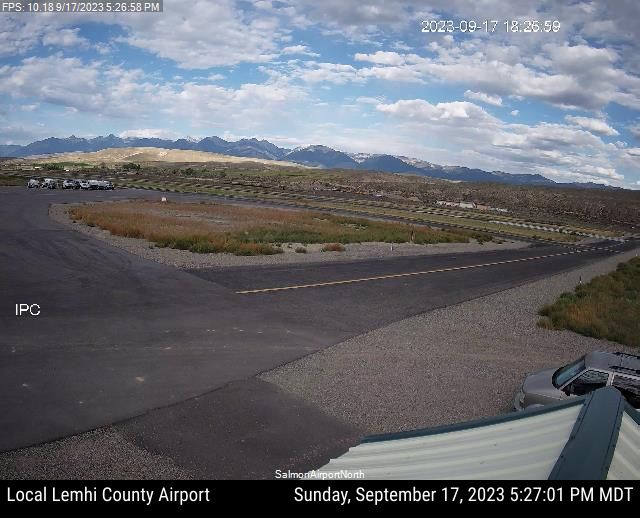 FPS: 10.18 9/17/2023 5:26:58 PM
2023-09-17 18:26:59
IPC
SalmonAirportNorth
Local Lemhi County Airport
Sunday, September 17, 2023 5:27:01 PM MDT